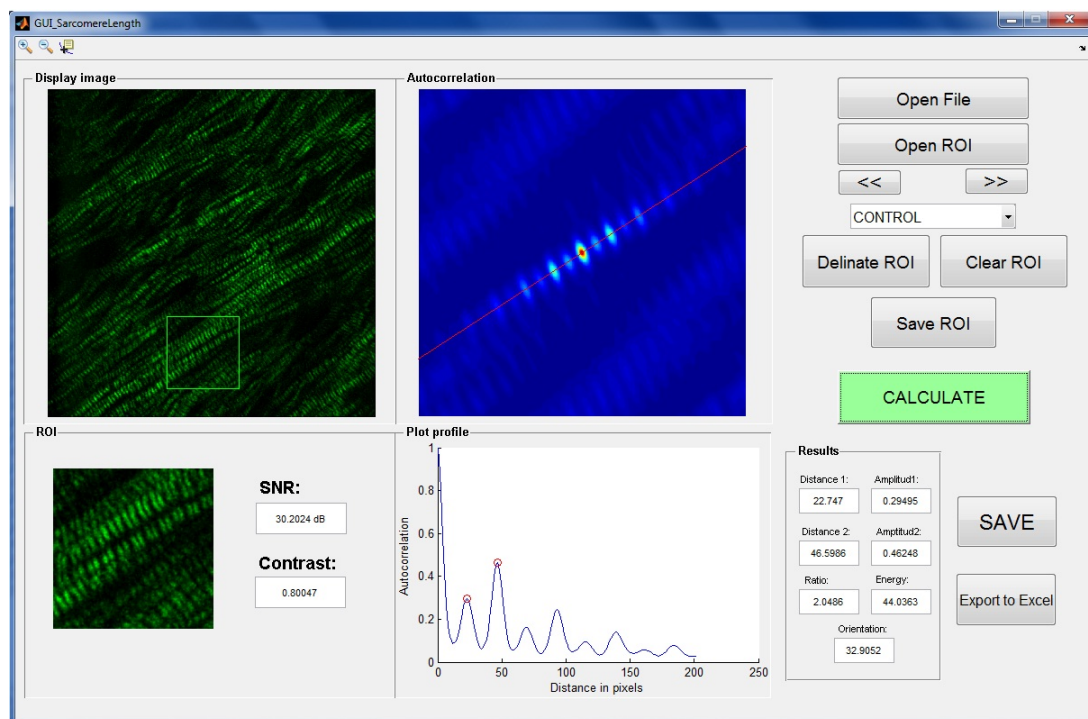 GUI_SarcomereLength
Display image
Autocorrelation
Open File
Open ROI
<<
>>
CONTROL
Delinate ROI
Clear ROI
Save ROI
CALCULATE
ROI
SNR:
30.2024 dB
Contrast:
0.80047
Plot profile
Autocorrelation
1
0.8
0.6
0.4
0.2
0
0 50 100 150 200 250
Distance in pixels
Results
Distance 1: Amplitud1:
22.747 0.29495
Distance 2: Amptitud2:
46.5986 0.46248
Ratio: Energy:
2.0486 44.0363
Orientation:
32.9052
SAVE
Export to Excel